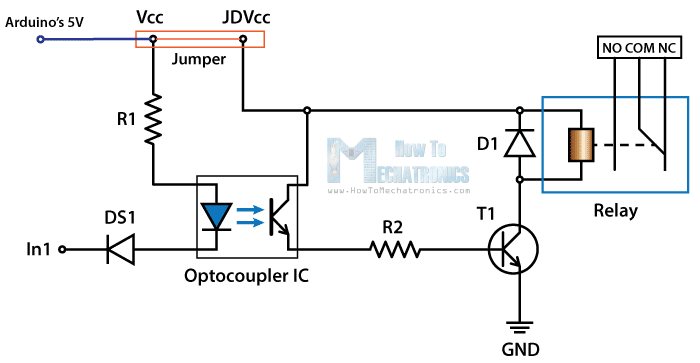 Arduino's 5V
Vcc
JDVcc
Jumper
NO COM NC
R1
D1
How To
MECHATRONICS
www.HowToMechatronics.com
Relay
DS1
In1
Optocoupler IC
R2
T1
GND